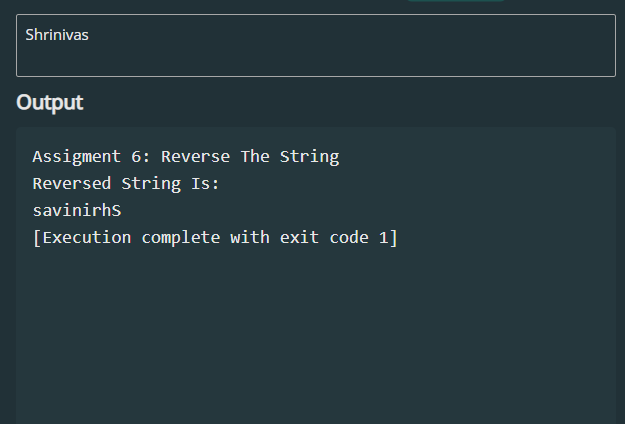 Shrinivas
Output
Assigment 6: Reverse The String
Reversed String Is:
savinirhS
[Execution complete with exit code 1]